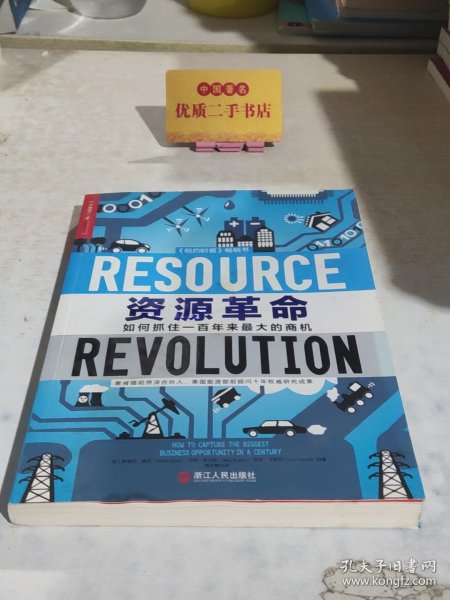 中国著名
优质二手书店
《纽约时报》畅销书
RESOURCE
资源革命
如何抓住一百年来最大的商机
REVOLUTION
HOW TO CAPTURE THE BIGGEST
BUSINESS OPPORTUNITY IN A CENTURY
浙江人民出版社
孔夫子旧书网
www.kongfz.com